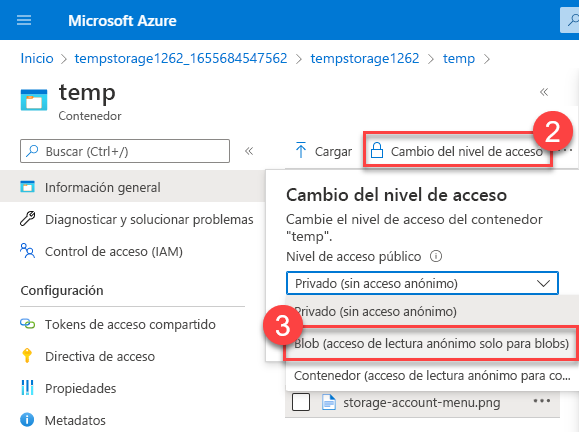 Microsoft Azure
Inicio > tempstorage1262_1655684547562 > tempstorage1262 > temp >
temp
Contenedor
Buscar (Ctrl+/)
Información general
Diagnosticar y solucionar problemas
Control de acceso (IAM)
Configuración
Tokens de acceso compartido
Directiva de acceso
Propiedades
Metadatos
Cargar
Cambio del nivel de acceso
2
Cambio del nivel de acceso
Cambie el nivel de acceso del contenedor
"temp".
Nivel de acceso público
Privado (sin acceso anónimo)
Privado (sin acceso anónimo)
3
Blob (acceso de lectura anónimo solo para blobs)
Contenedor (acceso de lectura anónimo para co...
storage-account-menu.png